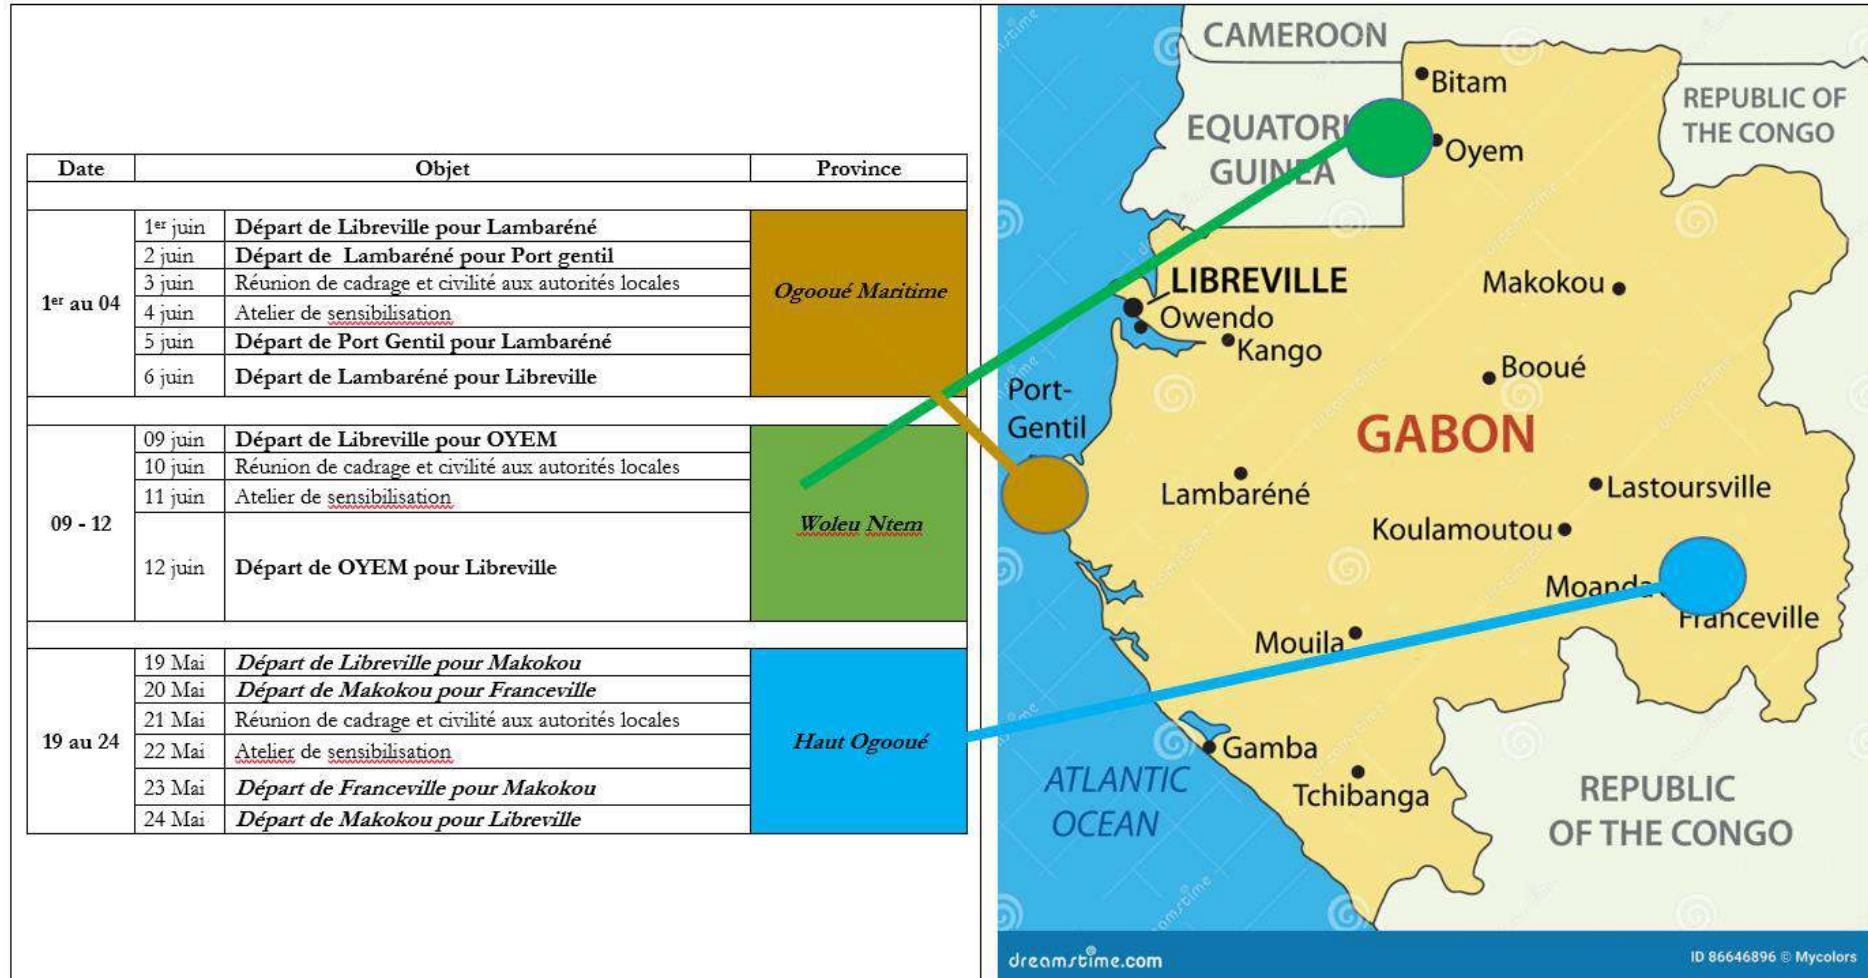 Date Objet Province
1er au 04
1er juin Départ de Libreville pour Lambaréné
2 juin Départ de Lambaréné pour Port gentil
3 juin Réunion de cadrage et civilité aux autorités locales
4 juin Atelier de sensibilisation
5 juin Départ de Port Gentil pour Lambaréné
6 juin Départ de Lambaréné pour Libreville
Ogooué Maritime
09 - 12
09 juin Départ de Libreville pour OYEM
10 juin Réunion de cadrage et civilité aux autorités locales
11 juin Atelier de sensibilisation
12 juin Départ de OYEM pour Libreville
Woleu Ntem
19 au 24
19 Mai Départ de Libreville pour Makokou
20 Mai Départ de Makokou pour Franceville
21 Mai Réunion de cadrage et civilité aux autorités locales
22 Mai Atelier de sensibilisation
23 Mai Départ de Franceville pour Makokou
24 Mai Départ de Makokou pour Libreville
Haut Ogooué
CAMEROON
Bitam
REPUBLIC OF
THE CONGO
EQUATORI
GUINEA
Oyem
LIBREVILLE
Makokou
Owendo
Kango
Booué
Port-
Gentil
GABON
Lambaréné
Lastoursville
Koulamoutou
Moanda
Franceville
Mouila
Gamba
ATLANTIC
OCEAN
Tchibanga
REPUBLIC
OF THE CONGO
dreamstime.com
ID 86646896 © Mycolors